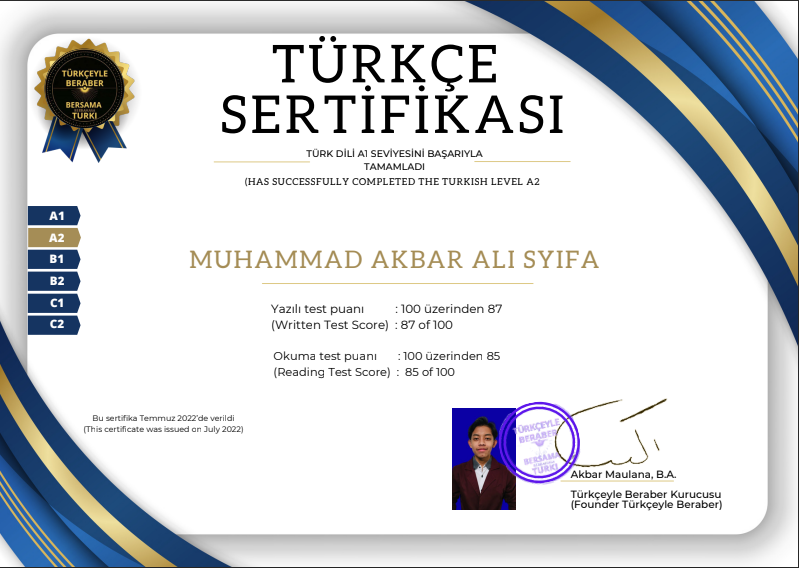 TÜRKÇEYLE
BERABER
BERSAMA
TURKI
TÜRKÇE
SERTİFİKASI
TÜRK DİLİ A1 SEVİYESİNİ BAŞARIYLA
TAMAMLADI
(HAS SUCCESSFULLY COMPLETED THE TURKISH LEVEL A2
A1
A2
B1
B2
C1
C2
MUHAMMAD AKBAR ALI SYIFA
Yazılı test puanı : 100 üzerinden 87
(Written Test Score) : 87 of 100
Okuma test puanı : 100 üzerinden 85
(Reading Test Score) : 85 of 100
Bu sertifika Temmuz 2022'de verildi
(This certificate was issued on July 2022)
TÜRKÇEYLE
BERABER
BERSAMA
TURKI
Akbar Maulana, B.A.
Türkçeyle Beraber Kurucusu
(Founder Türkçeyle Beraber)